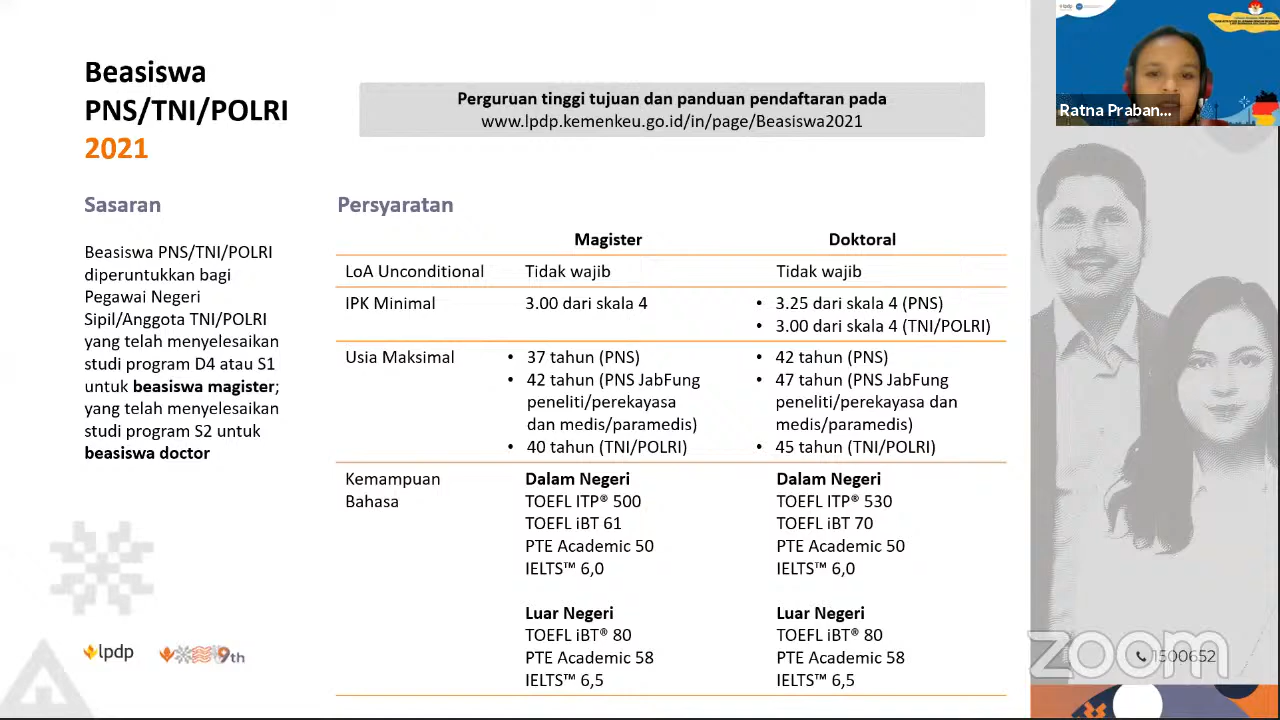 Beasiswa
PNS/TNI/POLRI
2021
Perguruan tinggi tujuan dan panduan pendaftaran pada
www.lpdp.kemenkeu.go.id/in/page/Beasiswa2021
Ratna Praban...
Sasaran
Beasiswa PNS/TNI/POLRI
diperuntukkan bagi
Pegawai Negeri
Sipil/Anggota TNI/POLRI
yang telah menyelesaikan
studi program D4 atau S1
untuk beasiswa magister;
yang telah menyelesaikan
studi program S2 untuk
beasiswa doctor
Persyaratan
Magister Doktoral
LoA Unconditional Tidak wajib Tidak wajib
IPK Minimal 3.00 dari skala 4 • 3.25 dari skala 4 (PNS)
• 3.00 dari skala 4 (TNI/POLRI)
Usia Maksimal • 37 tahun (PNS) • 42 tahun (PNS)
• 42 tahun (PNS JabFung • 47 tahun (PNS JabFung
peneliti/perekayasa peneliti/perekayasa dan
dan medis/paramedis) medis/paramedis)
• 40 tahun (TNI/POLRI) • 45 tahun (TNI/POLRI)
Kemampuan Dalam Negeri Dalam Negeri
Bahasa TOEFL ITP® 500 TOEFL ITP® 530
TOEFL iBT 61 TOEFL iBT 70
PTE Academic 50 PTE Academic 50
IELTS™ 6,0 IELTS™ 6,0
Luar Negeri Luar Negeri
TOEFL iBT® 80 TOEFL iBT® 80
PTE Academic 58 PTE Academic 58
IELTS™ 6,5 IELTS™ 6,5
lpdp
9th
zoom
1500652